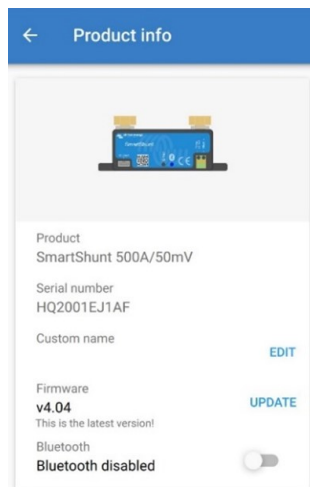 Product info
SmartShunt
Product
SmartShunt 500A/50mV
Serial number
HQ2001EJ1AF
Custom name
EDIT
Firmware
v4.04
UPDATE
This is the latest version!
Bluetooth
Bluetooth disabled